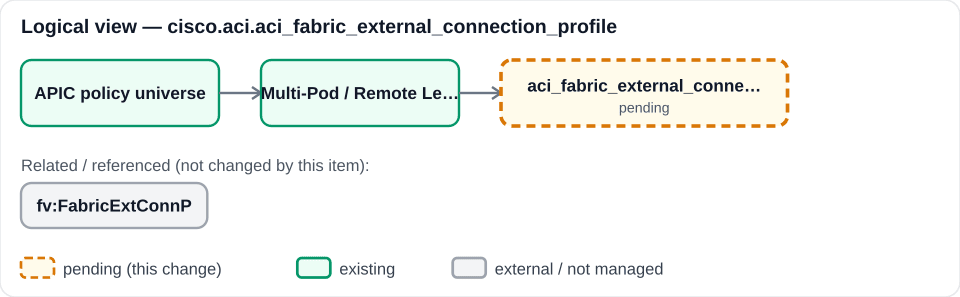 Logical view — cisco.aci.aci_fabric_external_connection_profile
APIC policy universe
Multi-Pod / Remote Le…
aci_fabric_external_conne…
pending
Related / referenced (not changed by this item):
fv:FabricExtConnP
pending (this change)
existing
external / not managed